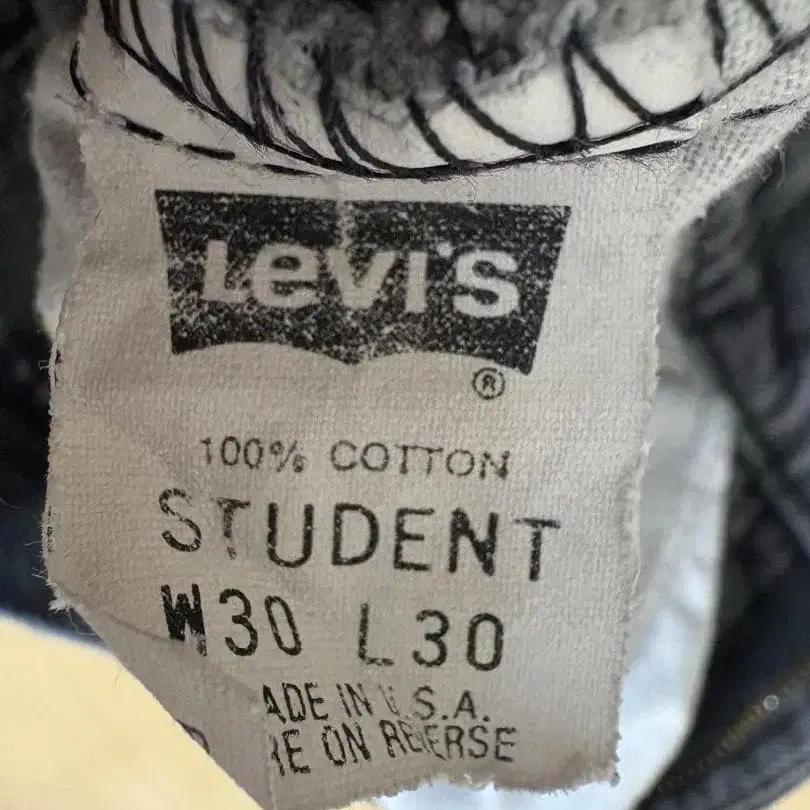 Levi's
®
100% COTTON
STUDENT
W30 L30
ADE IN U.S.A.
RE ON REVERSE